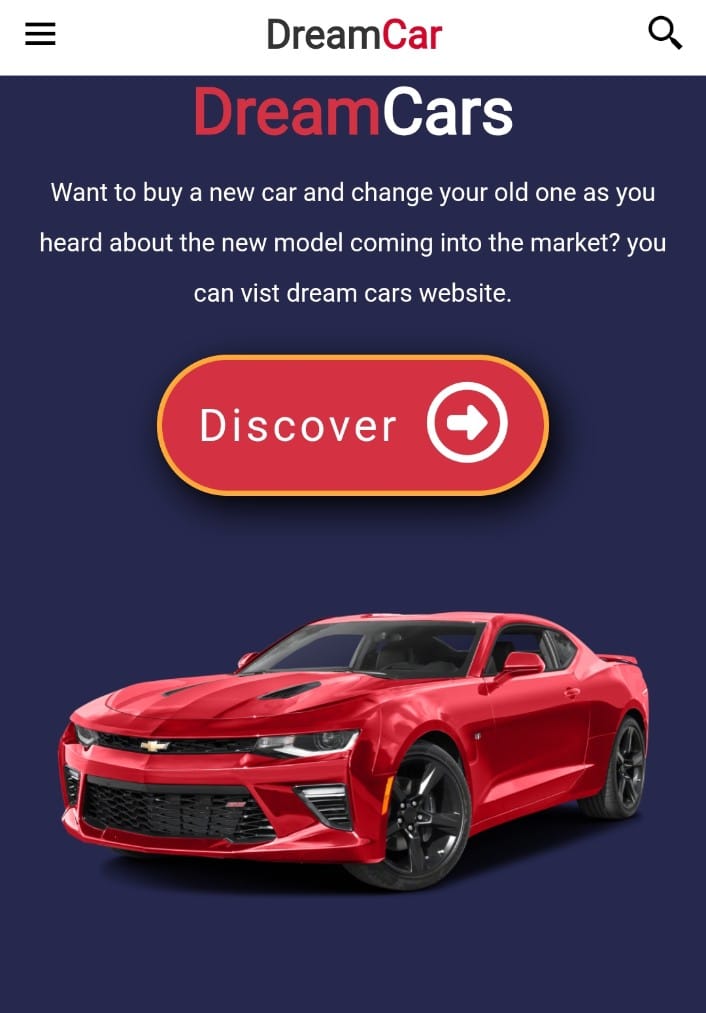 DreamCar
DreamCars
Want to buy a new car and change your old one as you
heard about the new model coming into the market? you
can vist dream cars website.
Discover